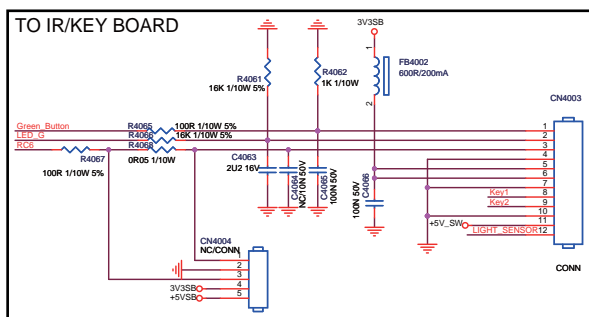 TO IR/KEY BOARD
3V3SB
R4061
16K 1/10W 5%
R4062
1K 1/10W
1
FB4002
600R/200mA
2
CN4003
Green_Button
R4065
100R 1/10W 5%
1
LED_G
R4066
16K 1/10W 5%
2
RC6
R4068
3
R4067
0R05 1/10W
100R 1/10W 5%
4
5
6
7
8
9
10
11
12
C4063
2U2 16V
C4064
NC/10N 50V
C4065
100N 50V
C4066
100N 50V
Key1
Key2
+5V_SW
LIGHT_SENSOR
CONN
CN4004
NC/CONN
1
2
3
3V3SB
4
+5VSB
5